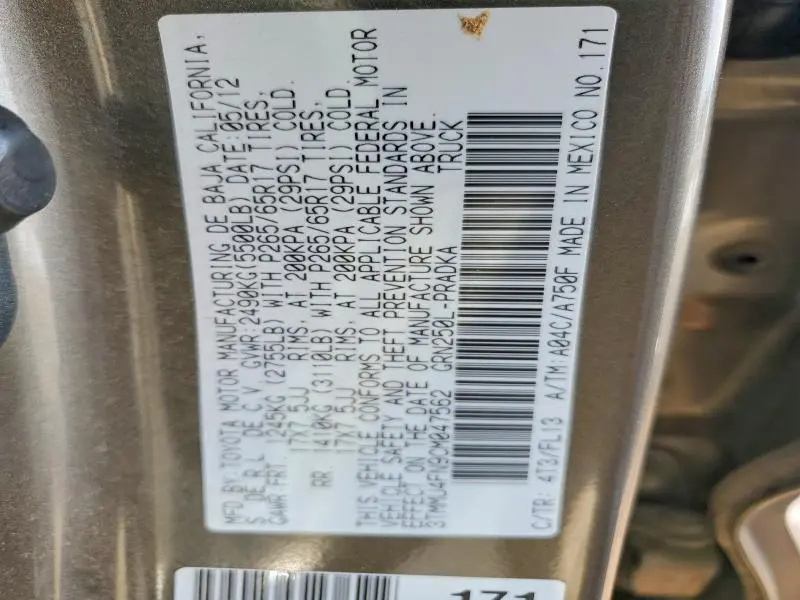 MFD BY TOYOTA MOTOR MANUFACTURING DE BAJA CALIFORNIA,
S. DE R.L. DE C.V. GVWR:2490KG(5500LB) DATE:05/12
GAWR FRT 1245KG (2755LB) WITH P265/65R17 TIRES,
17X7.5JJ RIMS, AT 200KPA (29PSI) COLD.
RR 1410KG (3110LB) WITH P265/65R17 TIRES,
17X7.5JJ RIMS, AT 200KPA (29PSI) COLD.
THIS VEHICLE CONFORMS TO ALL APPLICABLE FEDERAL MOTOR
VEHICLE SAFETY AND THEFT PREVENTION STANDARDS IN
EFFECT ON THE DATE OF MANUFACTURE SHOWN ABOVE.
3TMMU4FN9CM047562 GRN250L-PRADKA TRUCK
C/TR: 4T3/FL13 A/TM:A04C/A750F MADE IN MEXICO NO.171
171